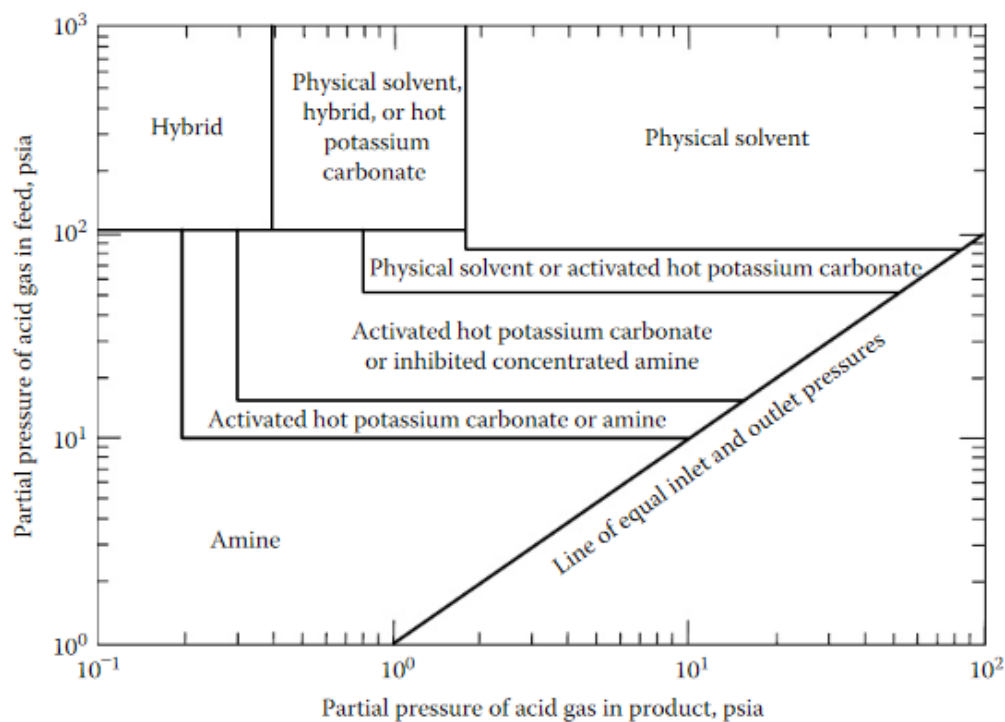 10³
Hybrid
Physical solvent,
hybrid, or hot
potassium
carbonate
Physical solvent
Partial pressure of acid gas in feed, psia
10²
Physical solvent or activated hot potassium carbonate
Activated hot potassium carbonate
or inhibited concentrated amine
Activated hot potassium carbonate or amine
10¹
Line of equal inlet and outlet pressures
Amine
10⁰
10⁻¹
10⁰
10¹
10²
Partial pressure of acid gas in product, psia